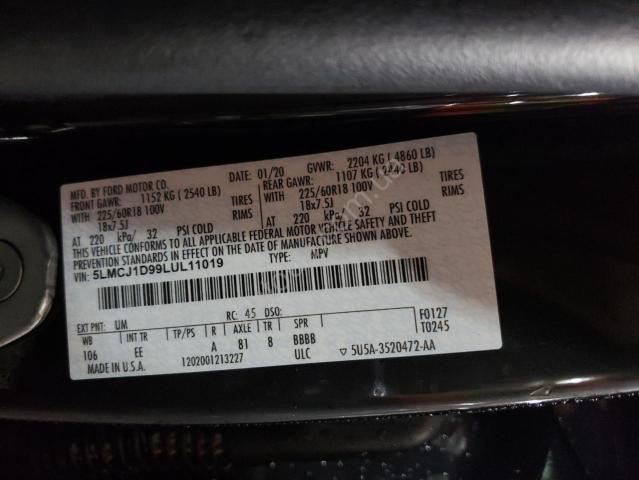 MFD. BY FORD MOTOR CO. DATE: 01/20 GVWR: 2204 KG ( 4860 LB)
FRONT GAWR: 1152 KG ( 2540 LB) REAR GAWR: 1107 KG ( 2440 LB)
WITH 225/60R18 100V TIRES WITH 225/60R18 100V TIRES
18x7.5J RIMS 18x7.5J RIMS
AT 220 kPa/ 32 PSI COLD AT 220 kPa/ 32 PSI COLD
THIS VEHICLE CONFORMS TO ALL APPLICABLE FEDERAL MOTOR VEHICLE SAFETY AND THEFT
PREVENTION STANDARDS IN EFFECT ON THE DATE OF MANUFACTURE SHOWN ABOVE.
VIN: 5LMCJ1D99LUL11019 TYPE: MPV
EXT PNT: UM RC: 45 DSO: F0127
WB INT TR TP/PS R AXLE TR SPR T0245
106 EE A 81 8 BBBB
MADE IN U.S.A. 1202001213227 ULC ▽ 5U5A-3520472-AA